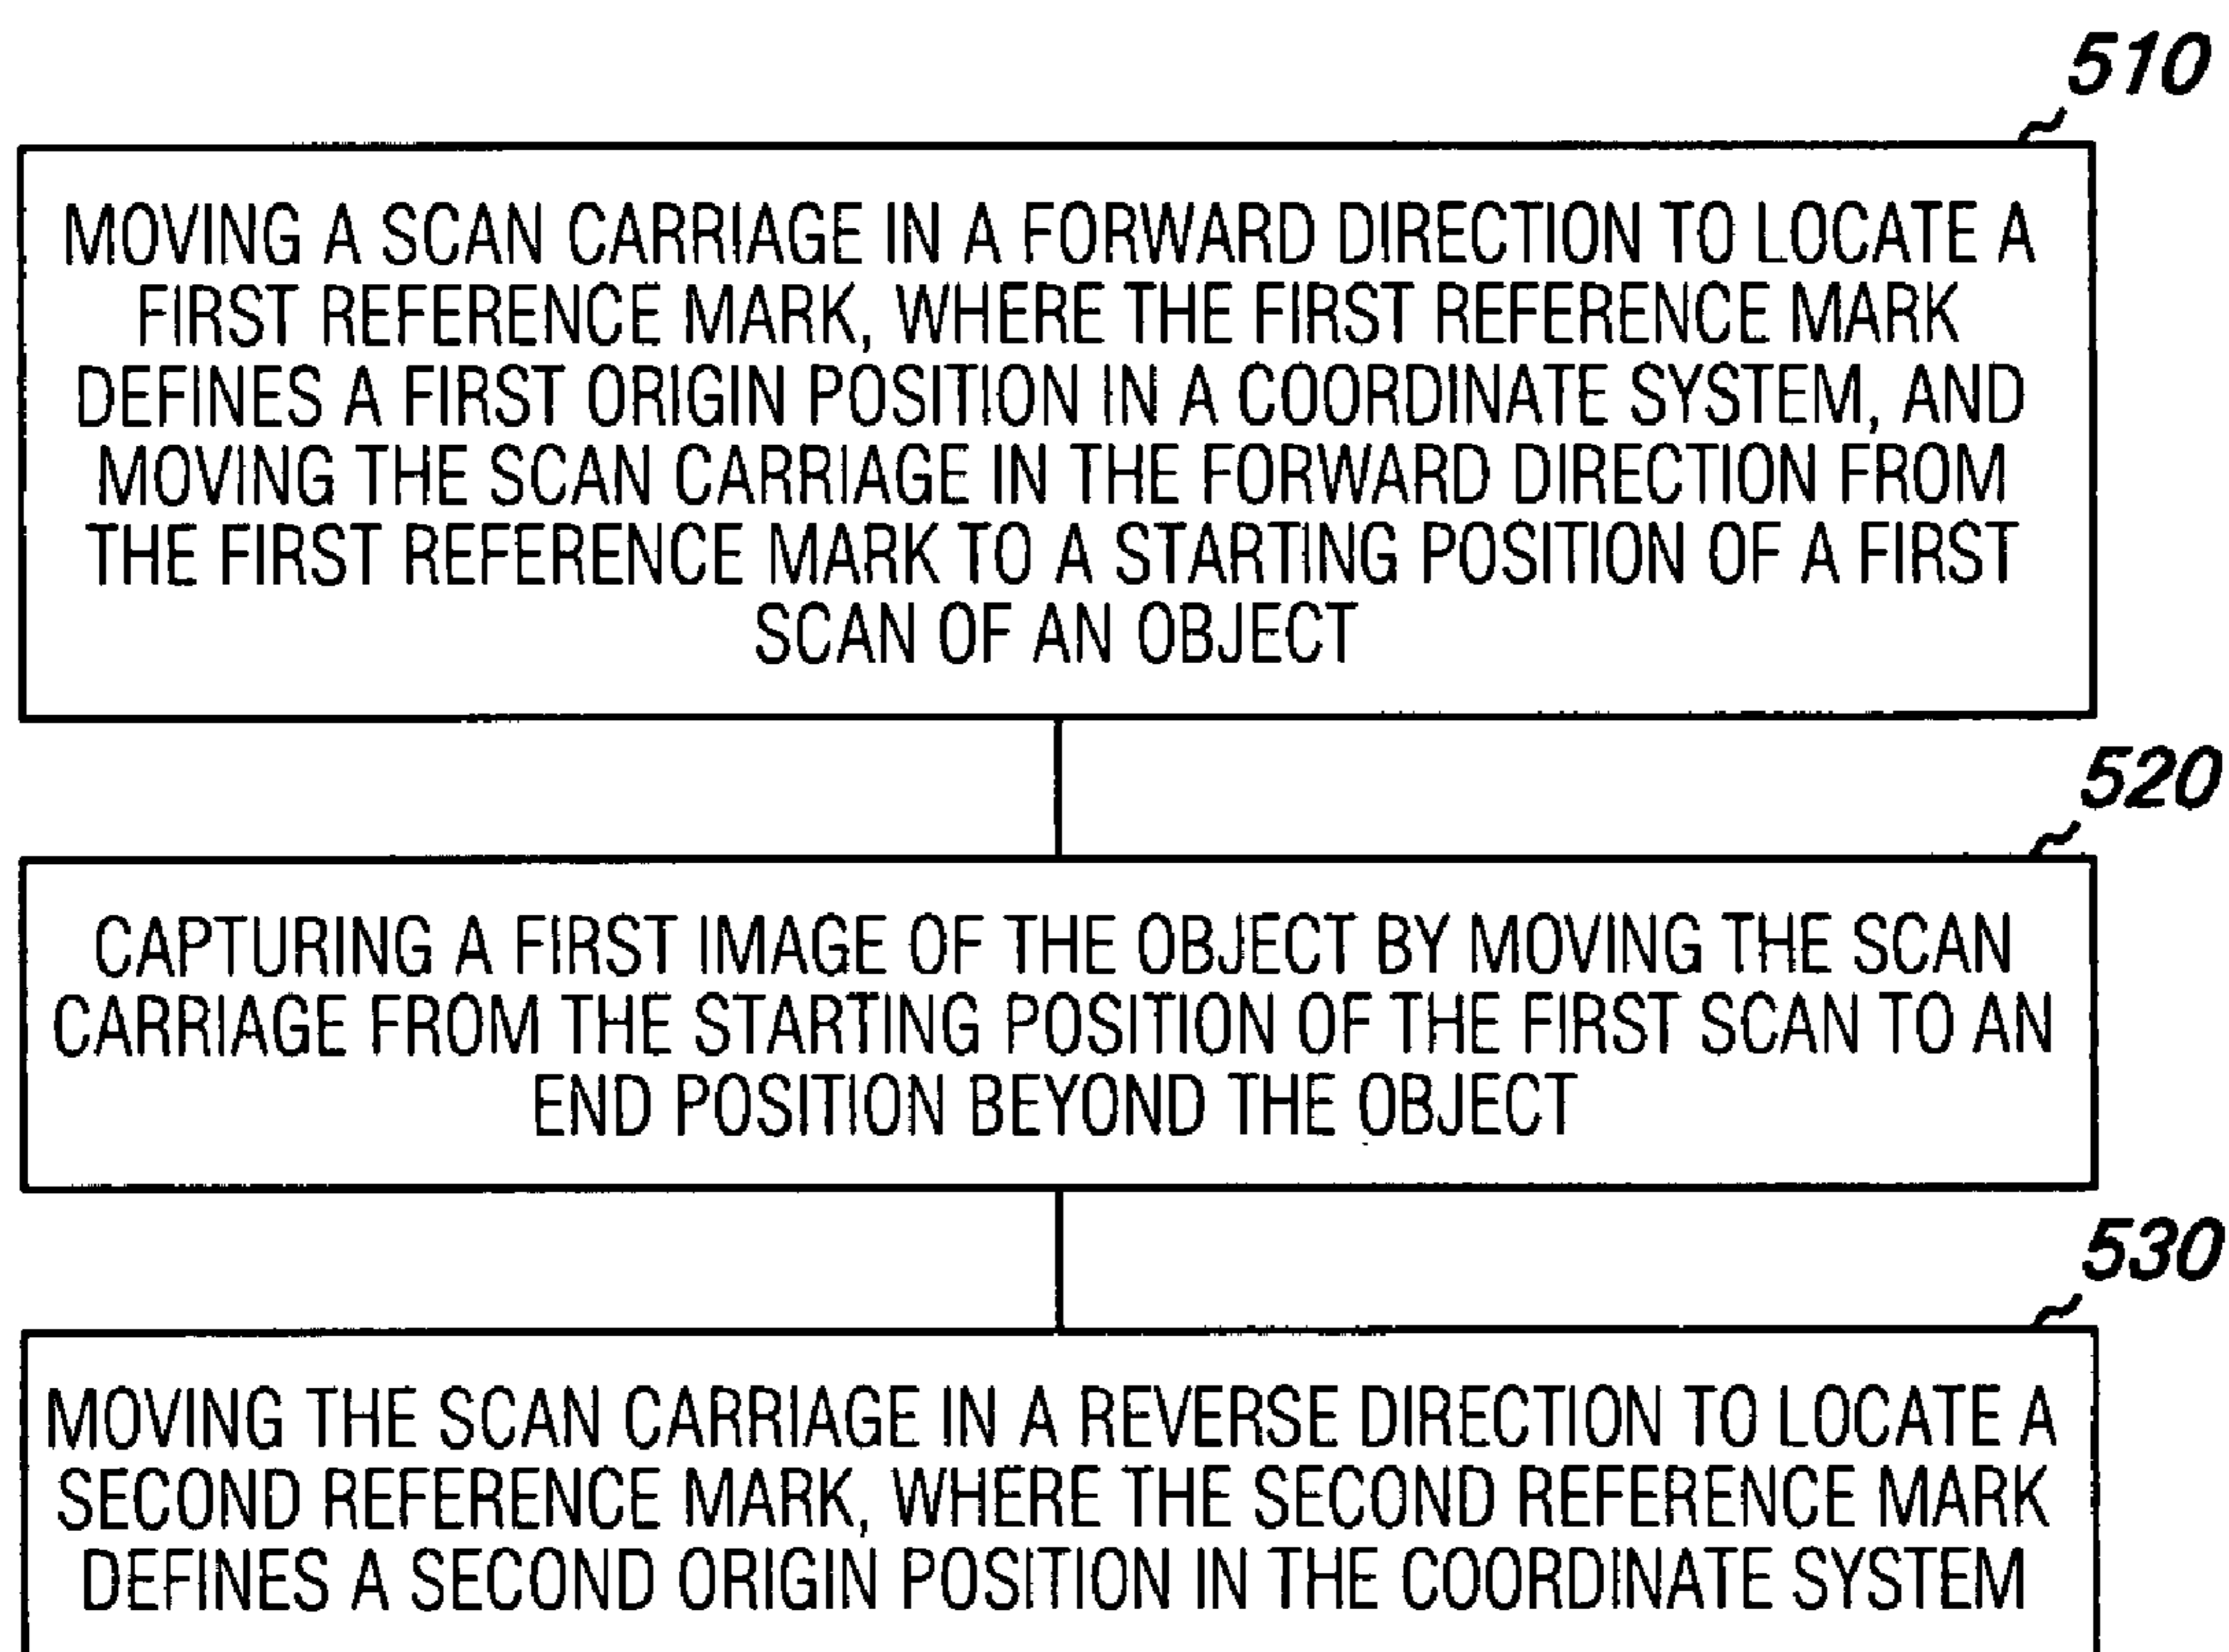 510
MOVING A SCAN CARRIAGE IN A FORWARD DIRECTION TO LOCATE A
FIRST REFERENCE MARK, WHERE THE FIRST REFERENCE MARK
DEFINES A FIRST ORIGIN POSITION IN A COORDINATE SYSTEM, AND
MOVING THE SCAN CARRIAGE IN THE FORWARD DIRECTION FROM
THE FIRST REFERENCE MARK TO A STARTING POSITION OF A FIRST
SCAN OF AN OBJECT
520
CAPTURING A FIRST IMAGE OF THE OBJECT BY MOVING THE SCAN
CARRIAGE FROM THE STARTING POSITION OF THE FIRST SCAN TO AN
END POSITION BEYOND THE OBJECT
530
MOVING THE SCAN CARRIAGE IN A REVERSE DIRECTION TO LOCATE A
SECOND REFERENCE MARK, WHERE THE SECOND REFERENCE MARK
DEFINES A SECOND ORIGIN POSITION IN THE COORDINATE SYSTEM